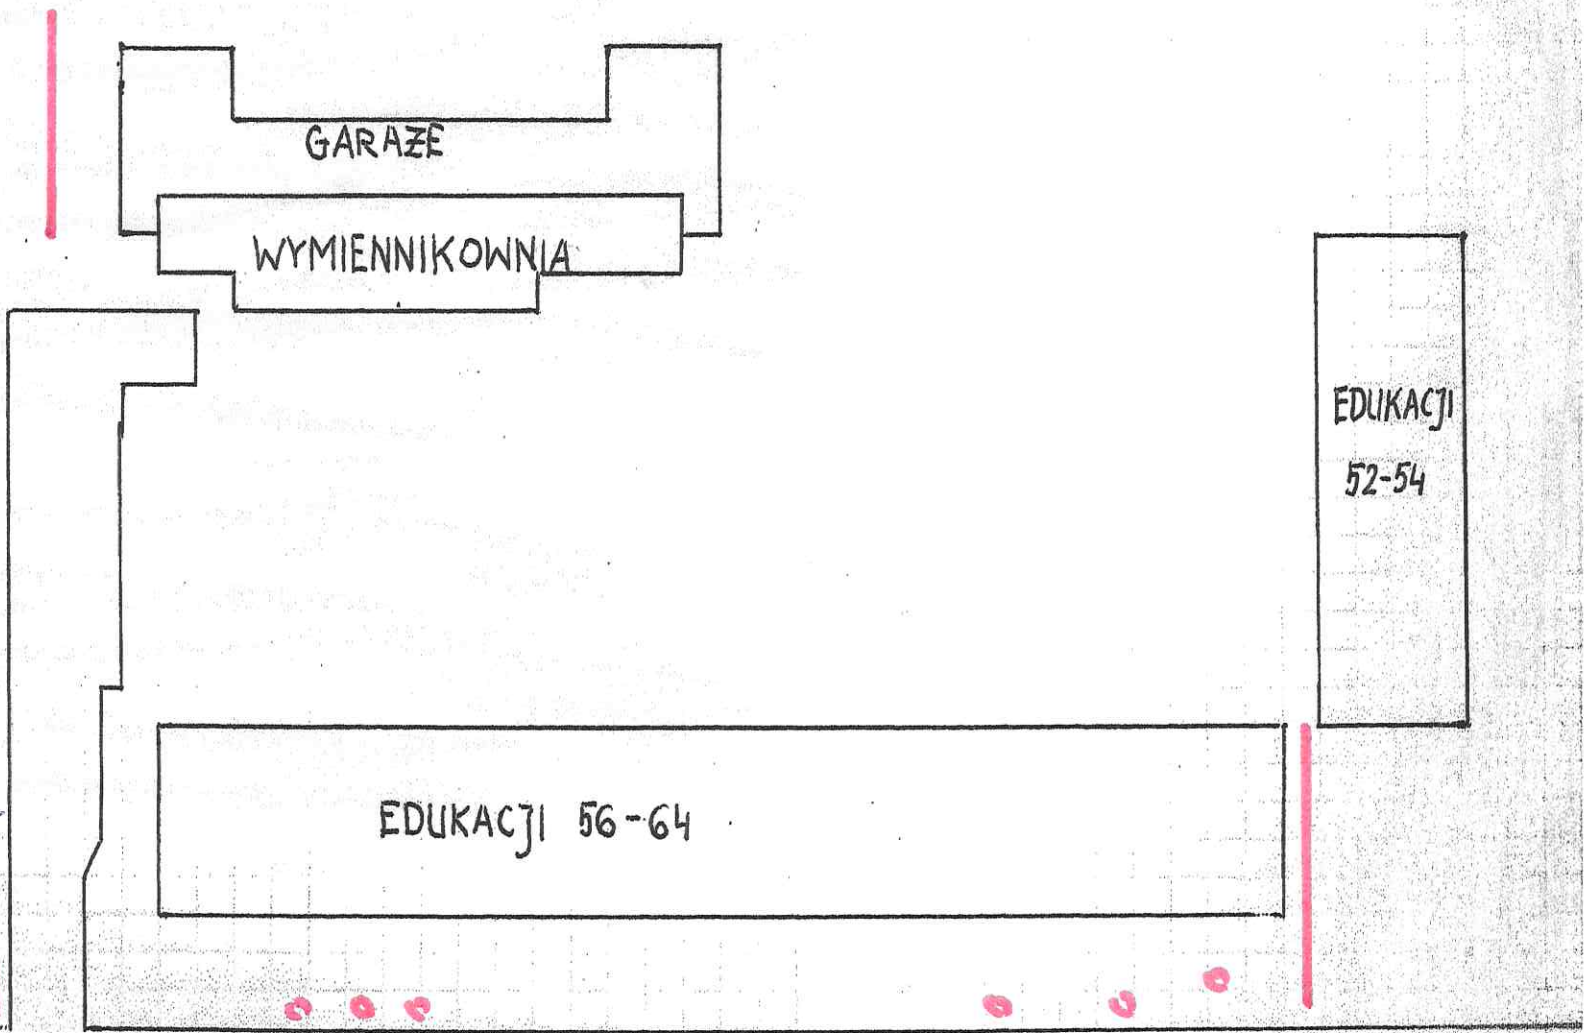 GARAŻE
WYMIENNIKOWNIA
EDUKACJI
52-54
EDUKACJI 56-64